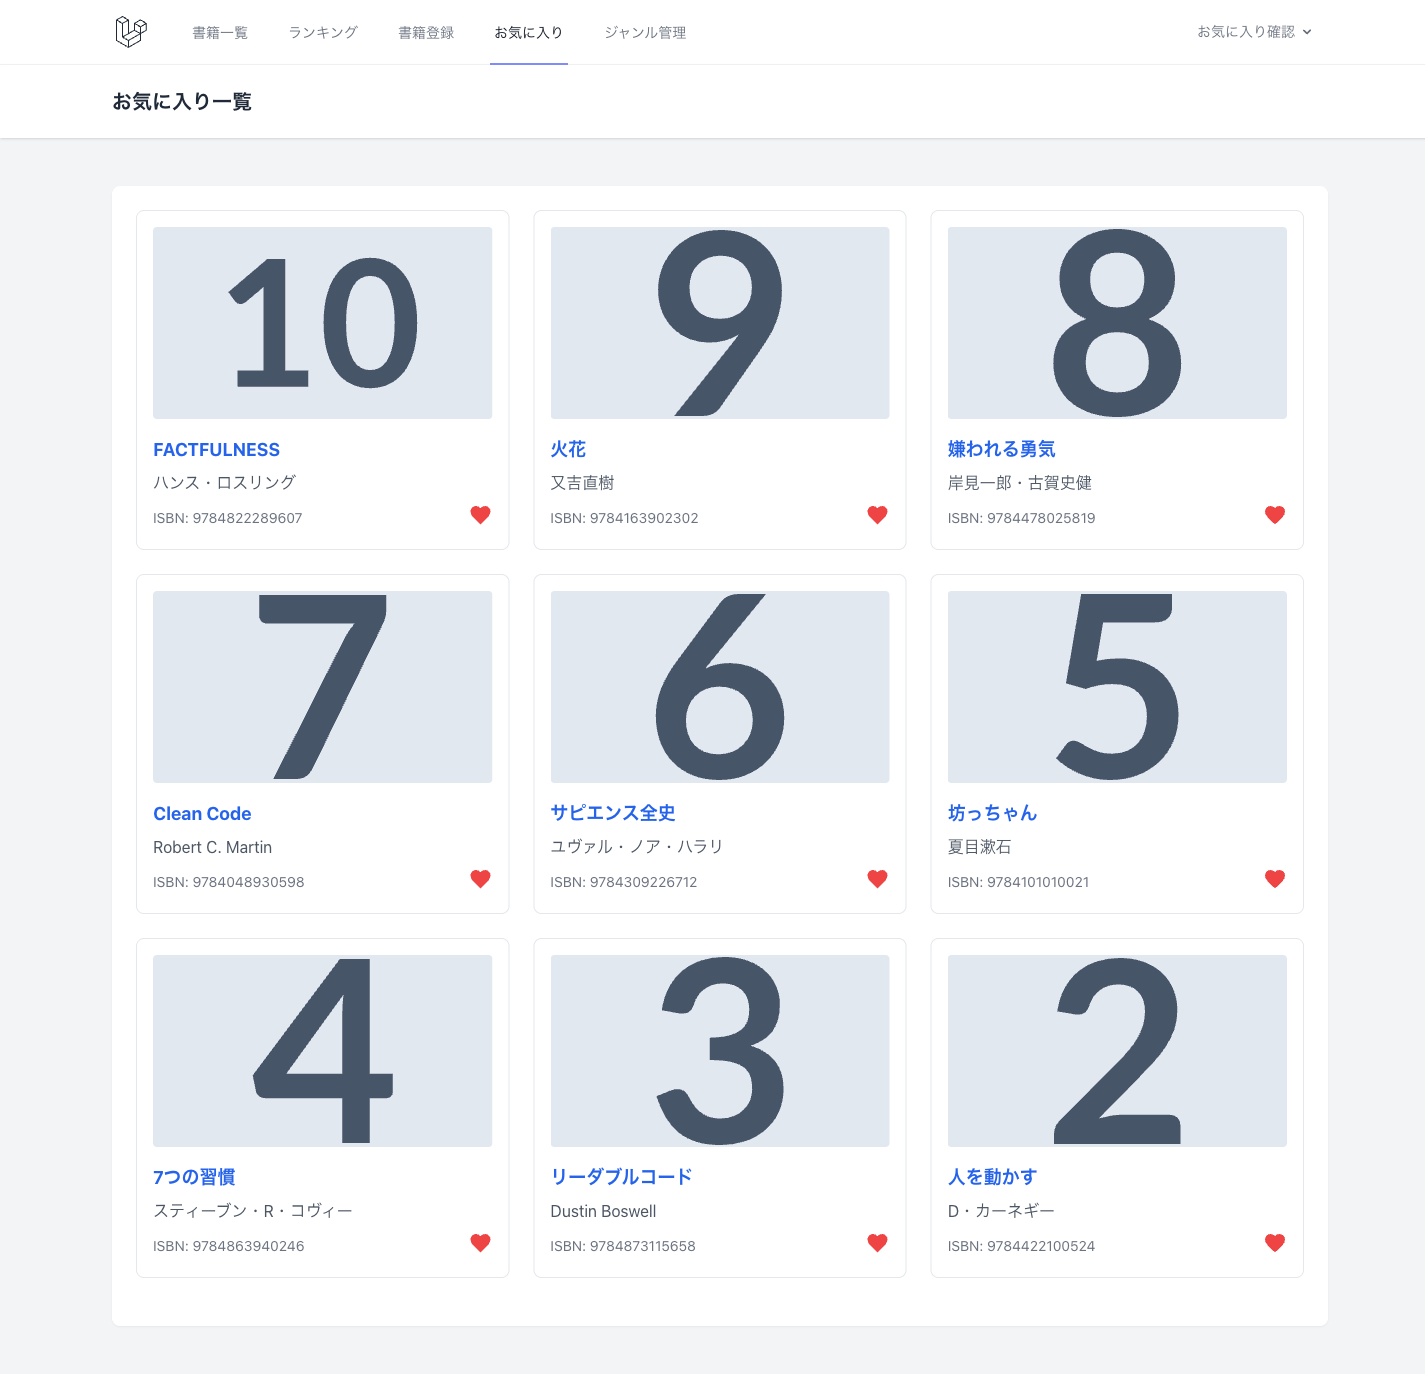 書籍一覧 ランキング 書籍登録 お気に入り ジャンル管理 お気に入り確認
お気に入り一覧
10
FACTFULNESS
ハンス・ロスリング
ISBN: 9784822289607
9
火花
又吉直樹
ISBN: 9784163902302
8
嫌われる勇気
岸見一郎・古賀史健
ISBN: 9784478025819
7
Clean Code
Robert C. Martin
ISBN: 9784048930598
6
サピエンス全史
ユヴァル・ノア・ハラリ
ISBN: 9784309226712
5
坊っちゃん
夏目漱石
ISBN: 9784101010021
4
7つの習慣
スティーブン・R・コヴィー
ISBN: 9784863940246
3
リーダブルコード
Dustin Boswell
ISBN: 9784873115658
2
人を動かす
D・カーネギー
ISBN: 9784422100524